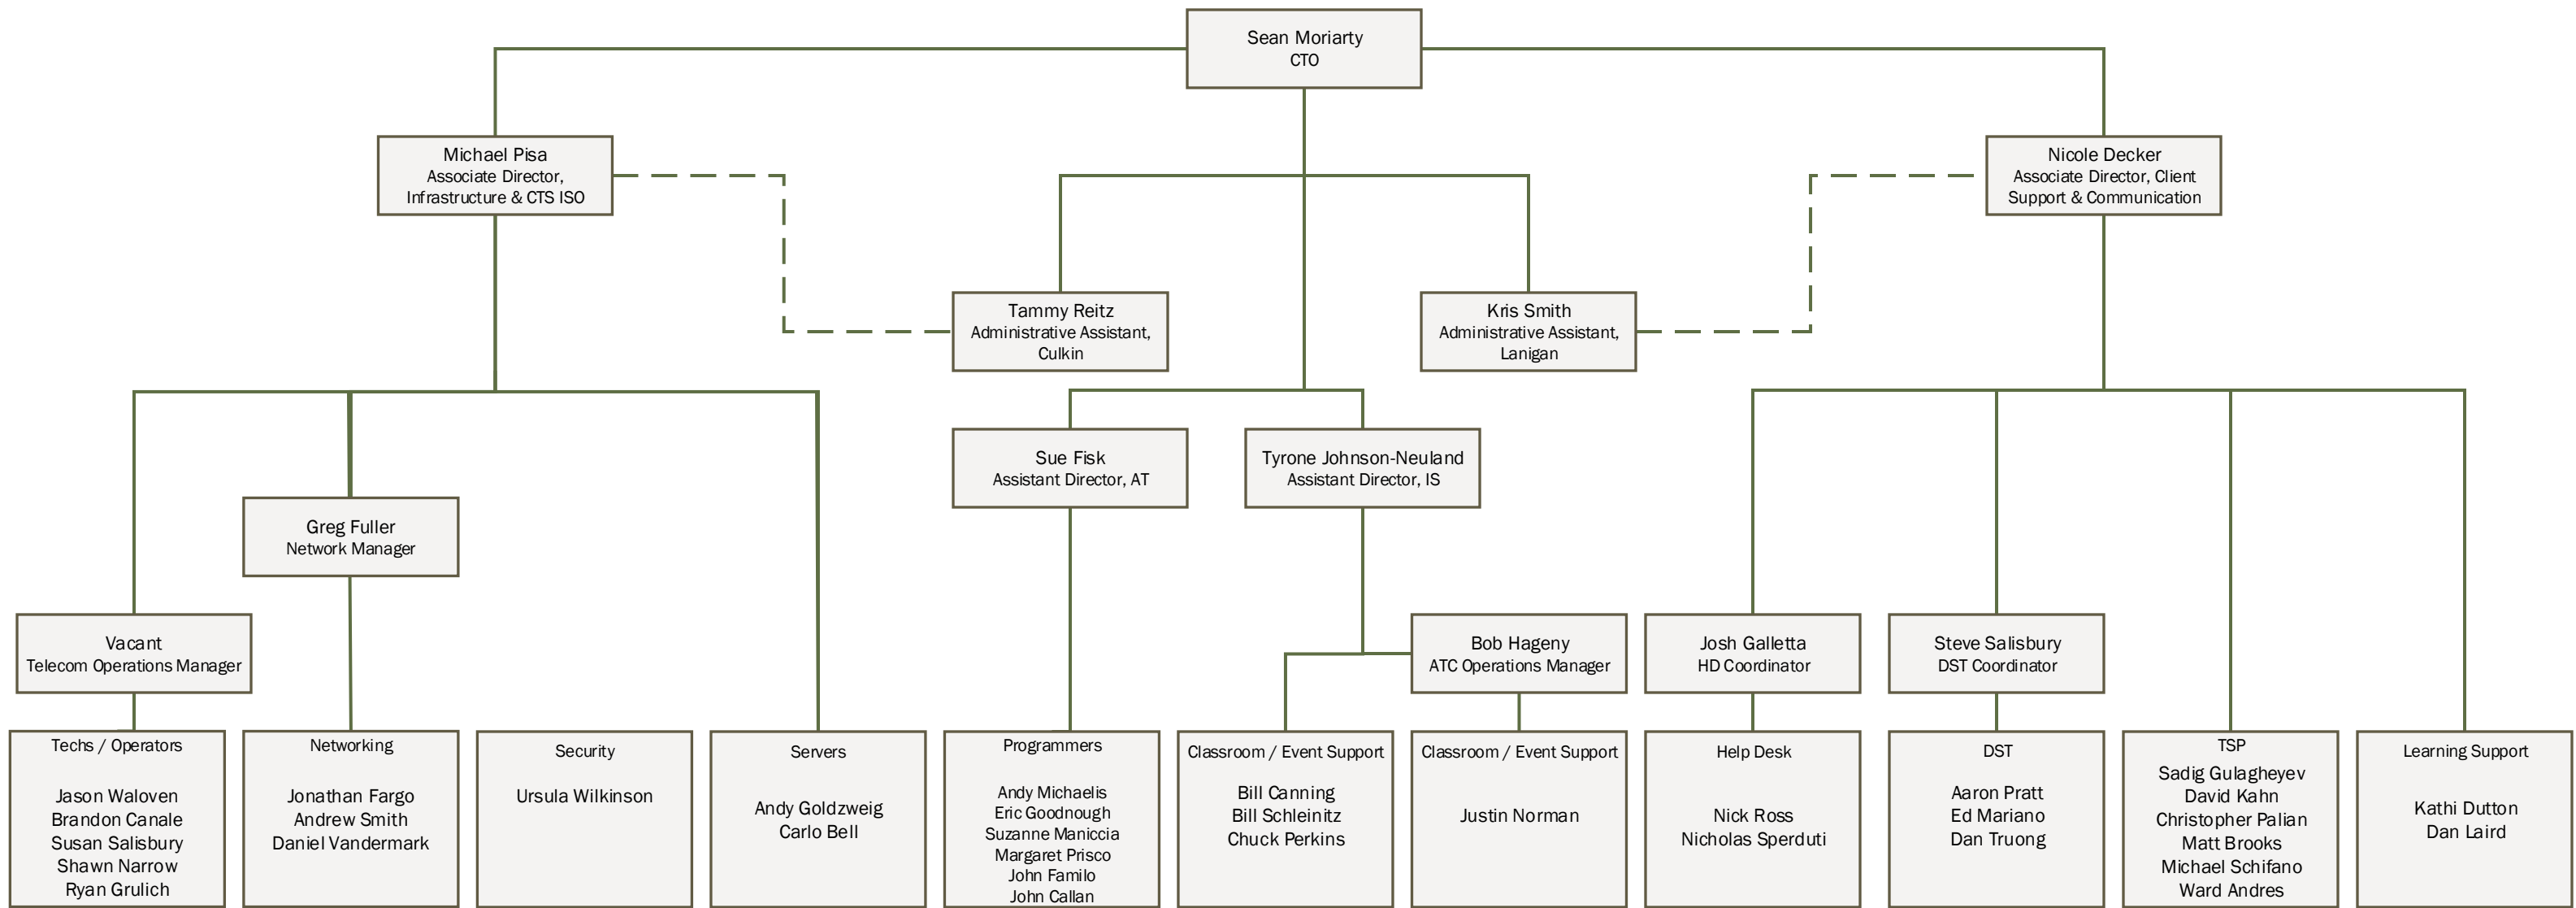 Sean Moriarty
CTO
Michael Pisa
Associate Director,
Infrastructure & CTS ISO
Nicole Decker
Associate Director, Client
Support & Communication
Tammy Reitz
Administrative Assistant,
Culkin
Kris Smith
Administrative Assistant,
Lanigan
Sue Fisk
Assistant Director, AT
Tyrone Johnson-Neuland
Assistant Director, IS
Greg Fuller
Network Manager
Vacant
Telecom Operations Manager
Bob Hageny
ATC Operations Manager
Josh Galletta
HD Coordinator
Steve Salisbury
DST Coordinator
Techs / Operators
Jason Waloven
Brandon Canale
Susan Salisbury
Shawn Narrow
Ryan Grulich
Networking
Jonathan Fargo
Andrew Smith
Daniel Vandermark
Security
Ursula Wilkinson
Servers
Andy Goldzweig
Carlo Bell
Programmers
Andy Michaelis
Eric Goodnough
Suzanne Maniccia
Margaret Prisco
John Familo
John Callan
Classroom / Event Support
Bill Canning
Bill Schleinitz
Chuck Perkins
Classroom / Event Support
Justin Norman
Help Desk
Nick Ross
Nicholas Sperduti
DST
Aaron Pratt
Ed Mariano
Dan Truong
TSP
Sadig Gulagheyev
David Kahn
Christopher Palian
Matt Brooks
Michael Schifano
Ward Andres
Learning Support
Kathi Dutton
Dan Laird